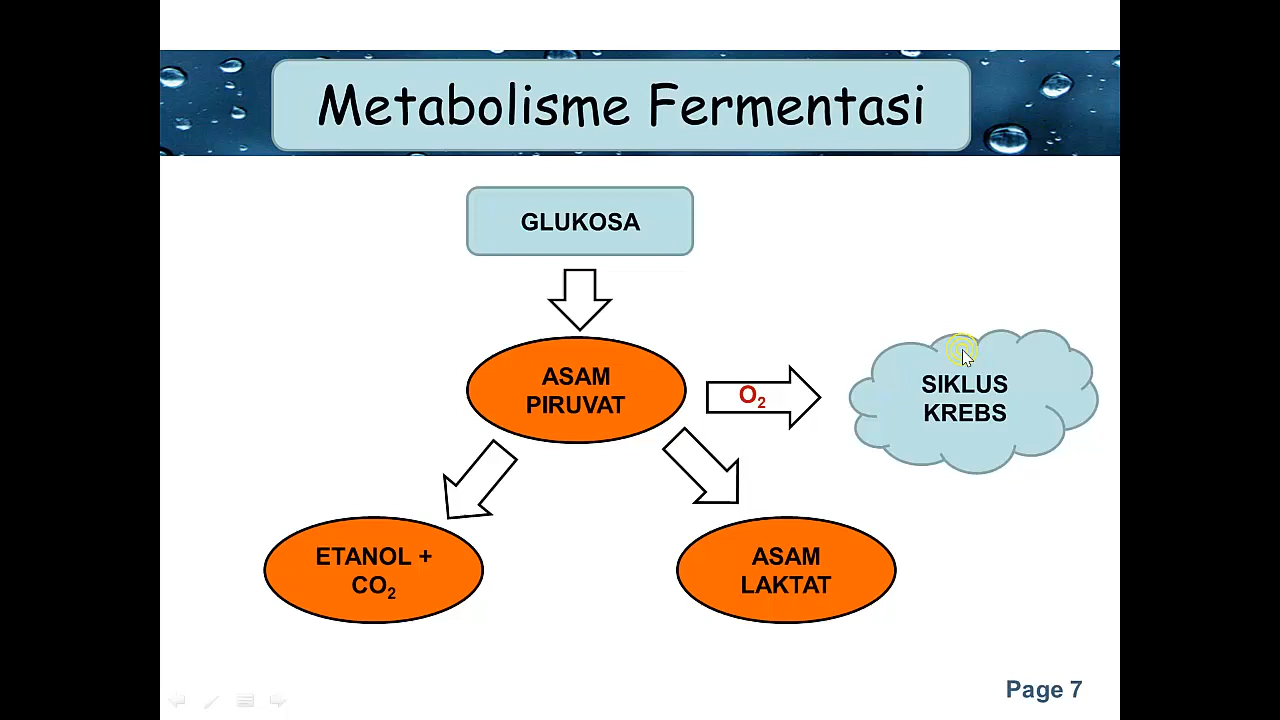 Metabolisme Fermentasi
GLUKOSA
ASAM
PIRUVAT
O₂
SIKLUS
KREBS
ETANOL +
CO₂
ASAM
LAKTAT
Page 7